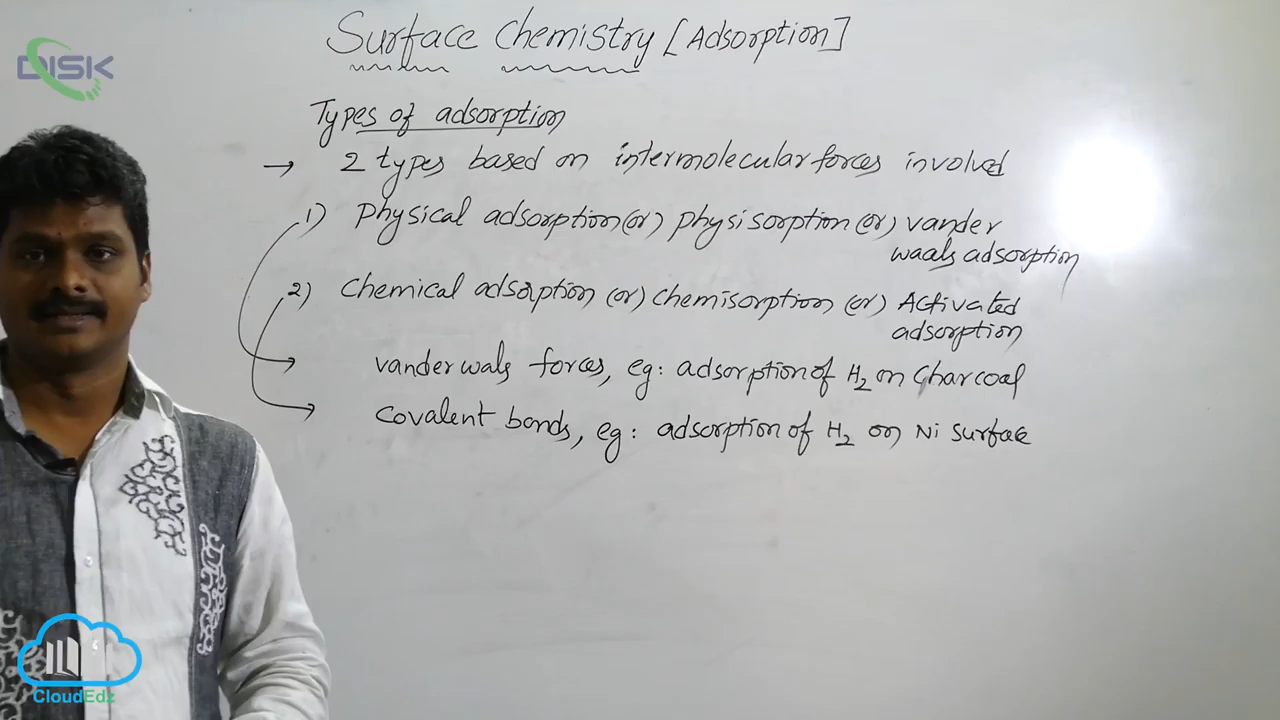 DISK
Surface Chemistry [Adsorption]
Types of adsorption
→ 2 types based on intermolecular forces involved
1) Physical adsorption (or) physisorption (or) vander
waals adsorption
2) Chemical adsorption (or) chemisorption (or) Activated
adsorption
vanderwals forces, eg: adsorption of H2 on Charcoal
covalent bonds, eg: adsorption of H2 on Ni surface
CloudEdz